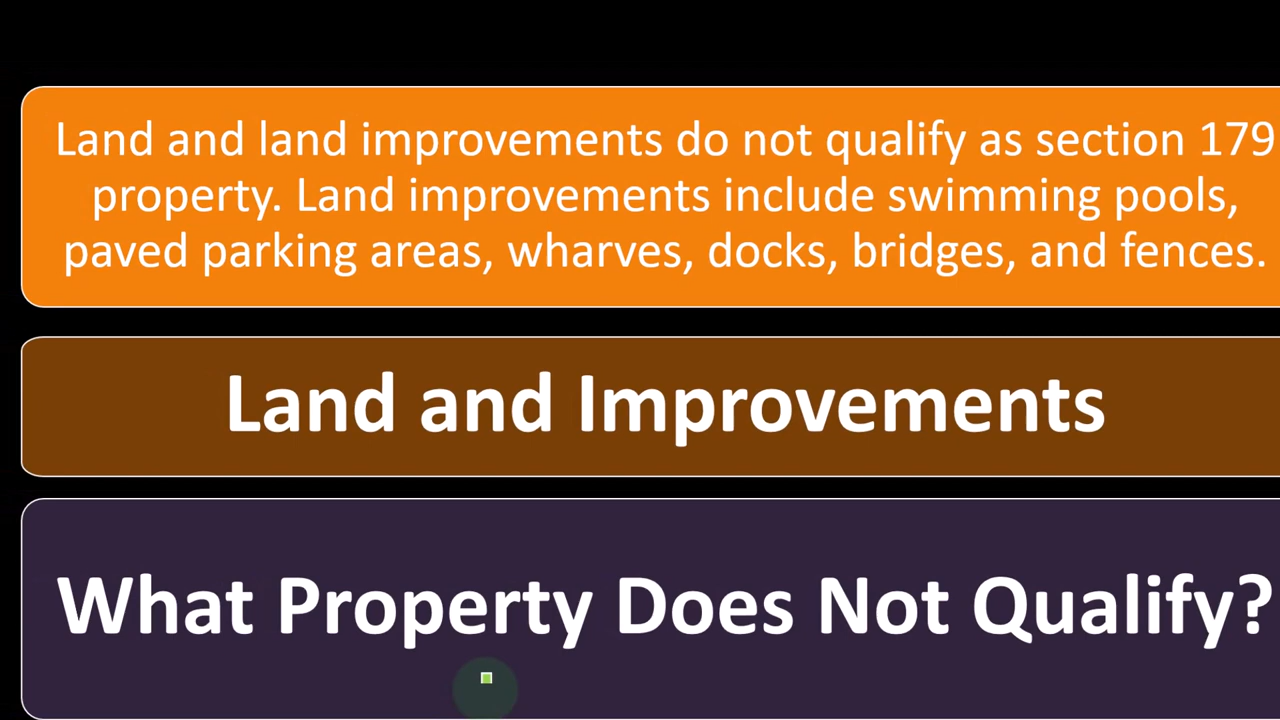 Land and land improvements do not qualify as section 179
property. Land improvements include swimming pools,
paved parking areas, wharves, docks, bridges, and fences.
Land and Improvements
What Property Does Not Qualify?